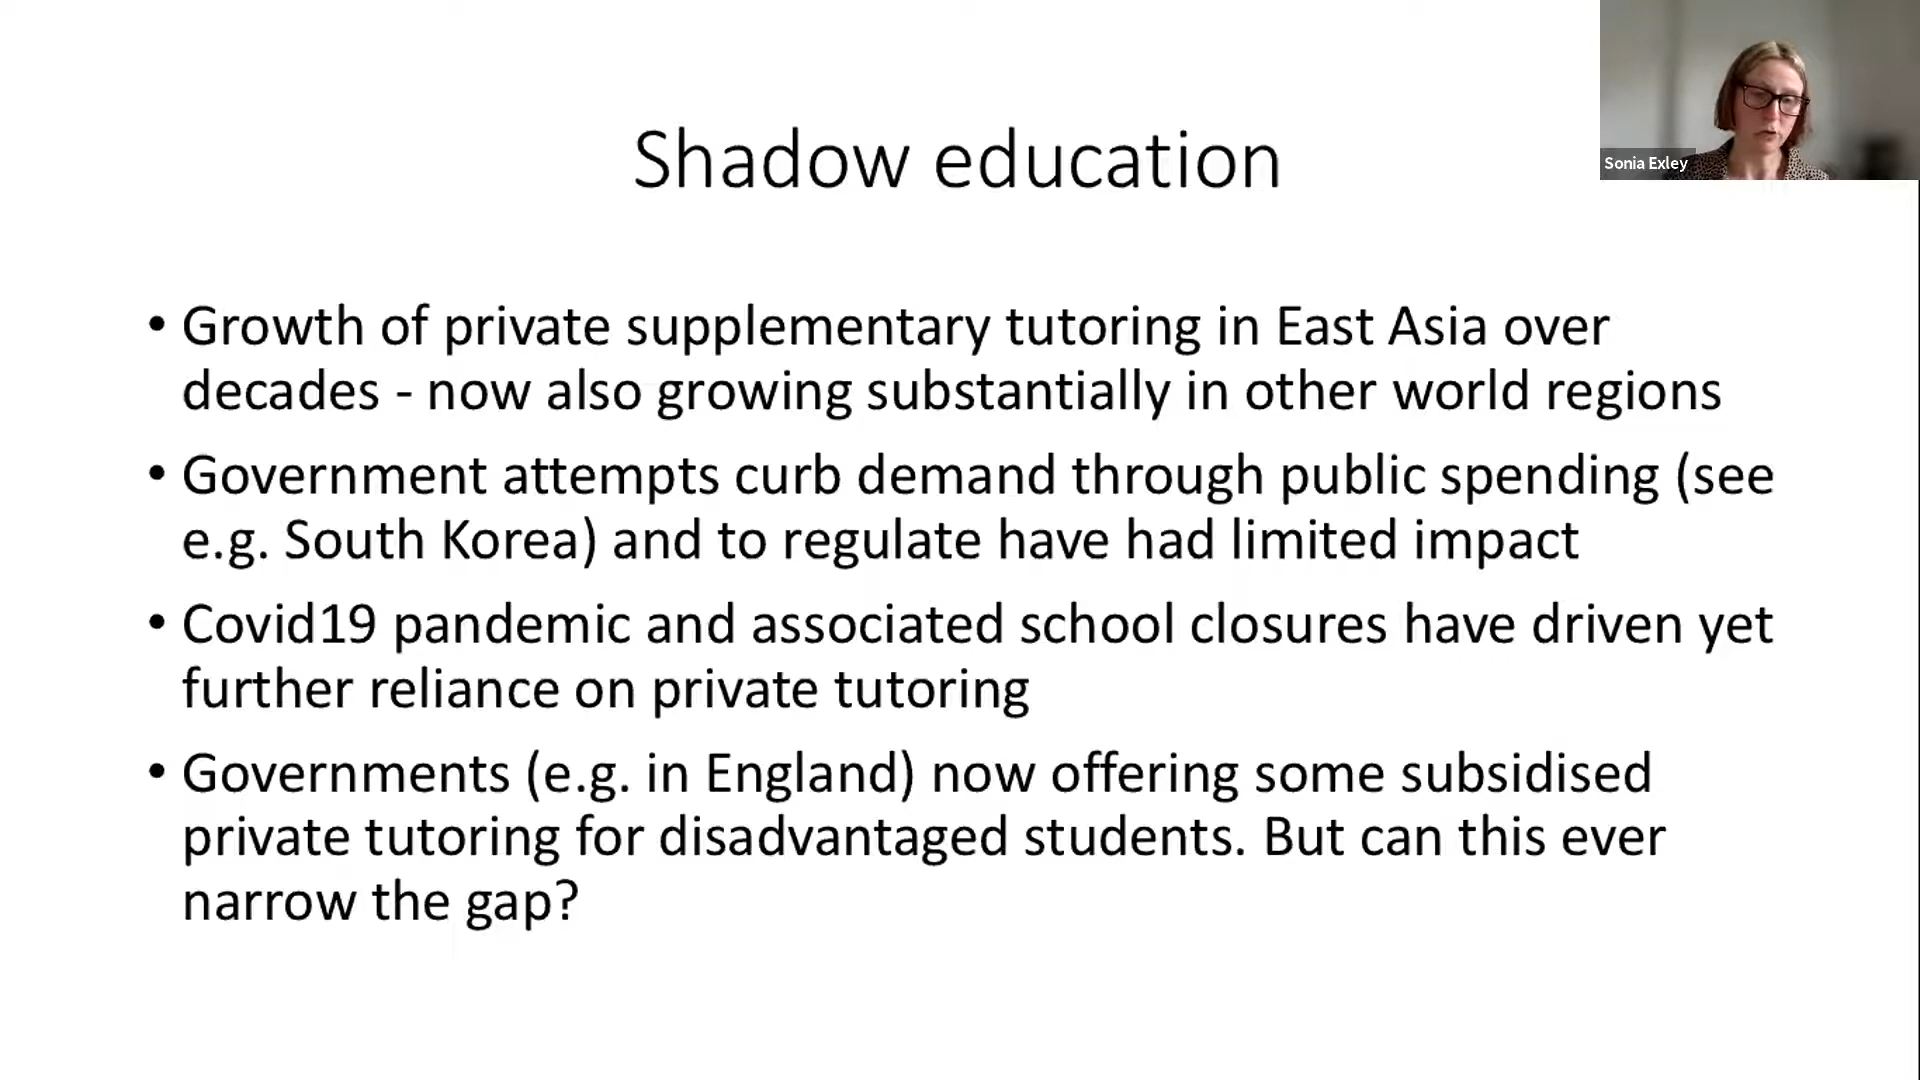 Sonia Exley
Shadow education
• Growth of private supplementary tutoring in East Asia over
decades - now also growing substantially in other world regions
• Government attempts curb demand through public spending (see
e.g. South Korea) and to regulate have had limited impact
• Covid19 pandemic and associated school closures have driven yet
further reliance on private tutoring
• Governments (e.g. in England) now offering some subsidised
private tutoring for disadvantaged students. But can this ever
narrow the gap?